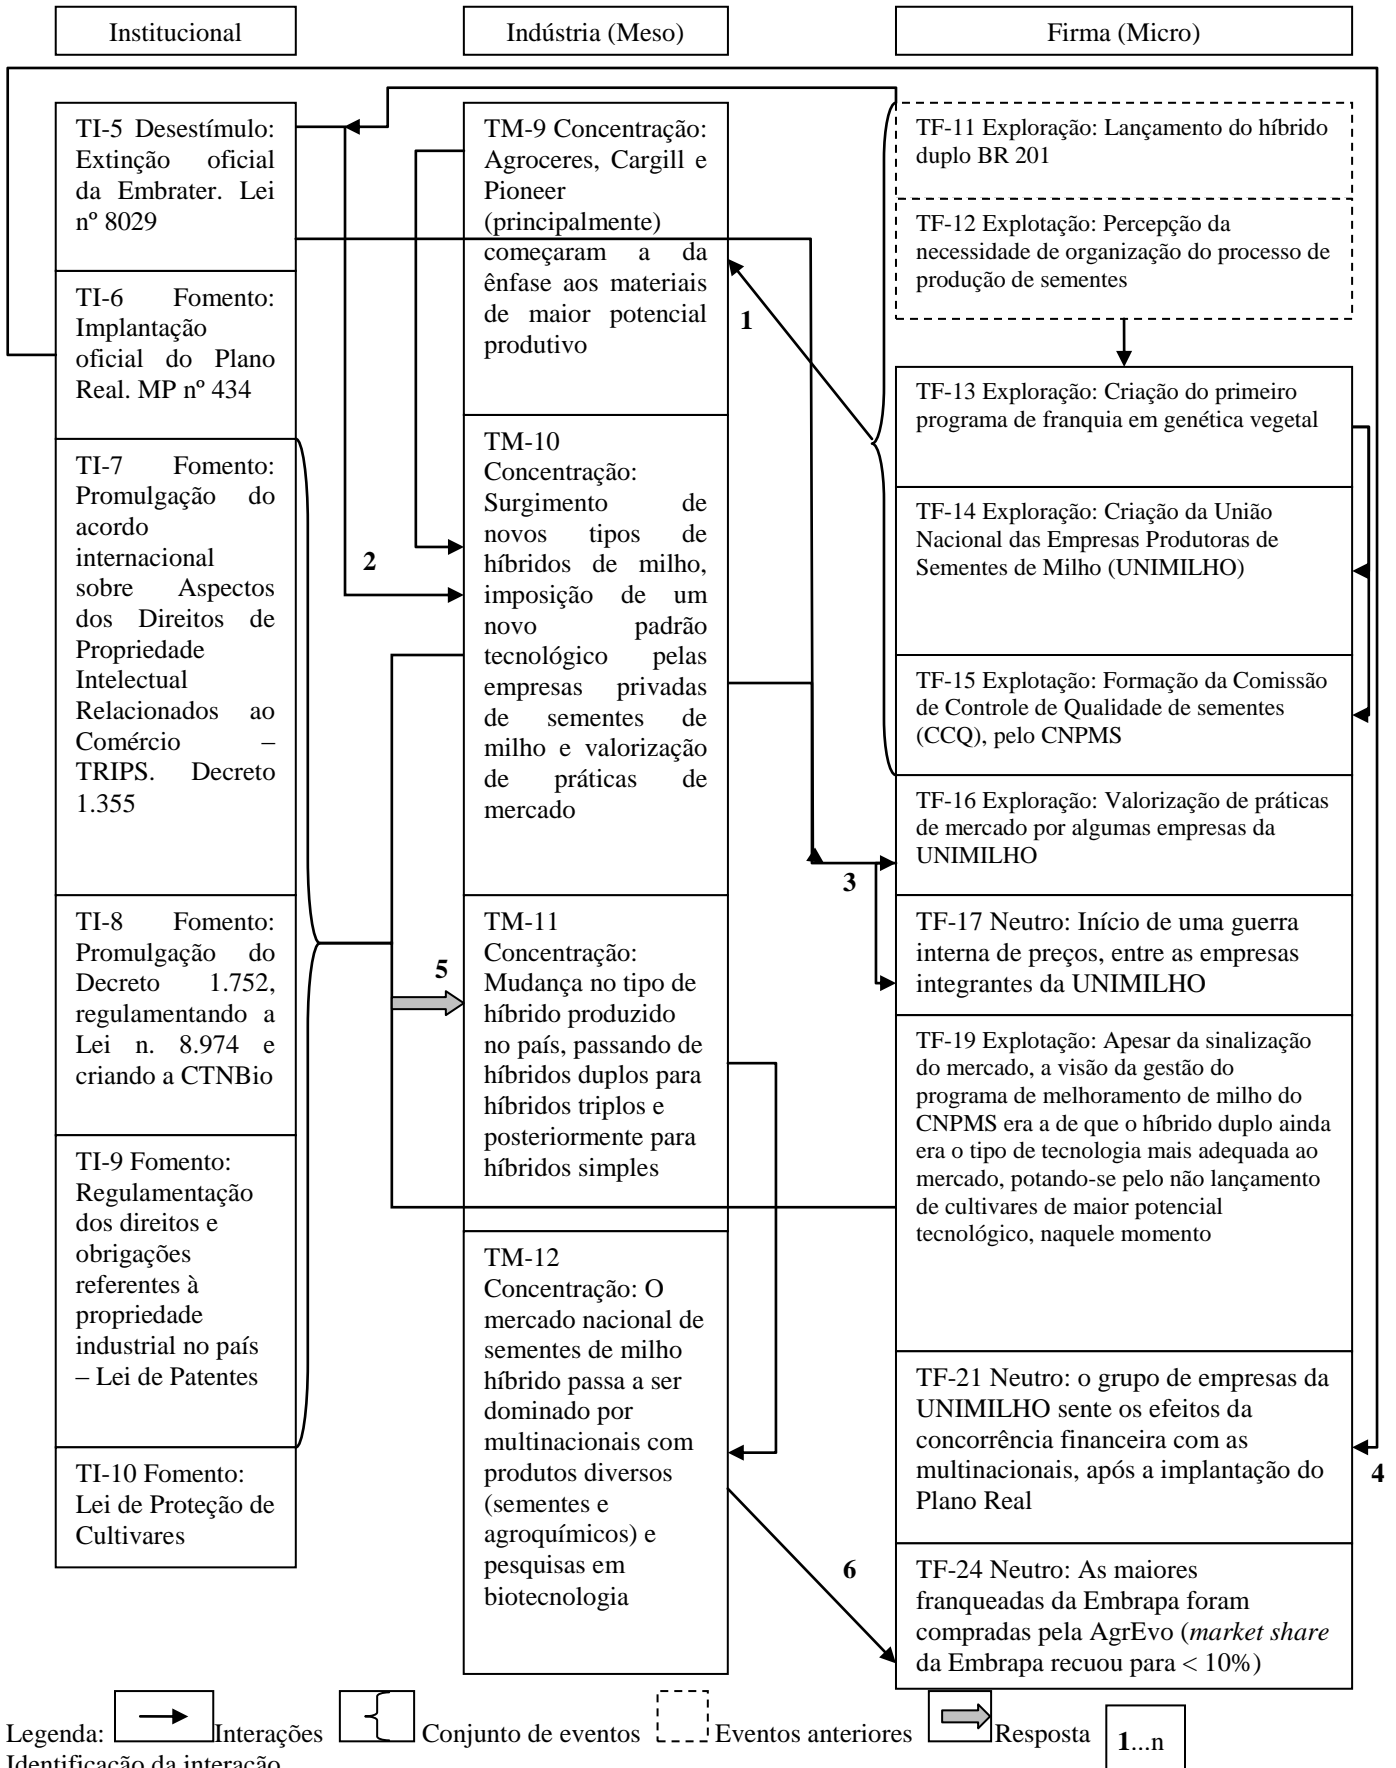 Institucional
Indústria (Meso)
Firma (Micro)
TI-5 Desestímulo:
Extinção oficial
da Embrater. Lei
nº 8029
TI-6 Fomento:
Implantação
oficial do Plano
Real. MP nº 434
TI-7 Fomento:
Promulgação do
acordo
internacional
sobre Aspectos
dos Direitos de
Propriedade
Intelectual
Relacionados ao
Comércio –
TRIPS. Decreto
1.355
TI-8 Fomento:
Promulgação do
Decreto 1.752,
regulamentando a
Lei n. 8.974 e
criando a CTNBio
TI-9 Fomento:
Regulamentação
dos direitos e
obrigações
referentes à
propriedade
industrial no país
– Lei de Patentes
TI-10 Fomento:
Lei de Proteção de
Cultivares
TM-9 Concentração:
Agroceres, Cargill e
Pioneer
(principalmente)
começaram a da
ênfase aos materiais
de maior potencial
produtivo
TM-10
Concentração:
Surgimento de
novos tipos de
híbridos de milho,
imposição de um
novo padrão
tecnológico pelas
empresas privadas
de sementes de
milho e valorização
de práticas de
mercado
TM-11
Concentração:
Mudança no tipo de
híbrido produzido
no país, passando de
híbridos duplos para
híbridos triplos e
posteriormente para
híbridos simples
TM-12
Concentração: O
mercado nacional de
sementes de milho
híbrido passa a ser
dominado por
multinacionais com
produtos diversos
(sementes e
agroquímicos) e
pesquisas em
biotecnologia
TF-11 Exploração: Lançamento do híbrido
duplo BR 201
TF-12 Explotação: Percepção da
necessidade de organização do processo de
produção de sementes
TF-13 Exploração: Criação do primeiro
programa de franquia em genética vegetal
TF-14 Exploração: Criação da União
Nacional das Empresas Produtoras de
Sementes de Milho (UNIMILHO)
TF-15 Explotação: Formação da Comissão
de Controle de Qualidade de sementes
(CCQ), pelo CNPMS
TF-16 Exploração: Valorização de práticas
de mercado por algumas empresas da
UNIMILHO
TF-17 Neutro: Início de uma guerra
interna de preços, entre as empresas
integrantes da UNIMILHO
TF-19 Explotação: Apesar da sinalização
do mercado, a visão da gestão do
programa de melhoramento de milho do
CNPMS era a de que o híbrido duplo ainda
era o tipo de tecnologia mais adequada ao
mercado, potando-se pelo não lançamento
de cultivares de maior potencial
tecnológico, naquele momento
TF-21 Neutro: o grupo de empresas da
UNIMILHO sente os efeitos da
concorrência financeira com as
multinacionais, após a implantação do
Plano Real
TF-24 Neutro: As maiores
franqueadas da Embrapa foram
compradas pela AgrEvo (market share
da Embrapa recuou para < 10%)
1
2
3
4
5
6
Legenda: Interações Conjunto de eventos Eventos anteriores Resposta 1...n
Identificação da interação